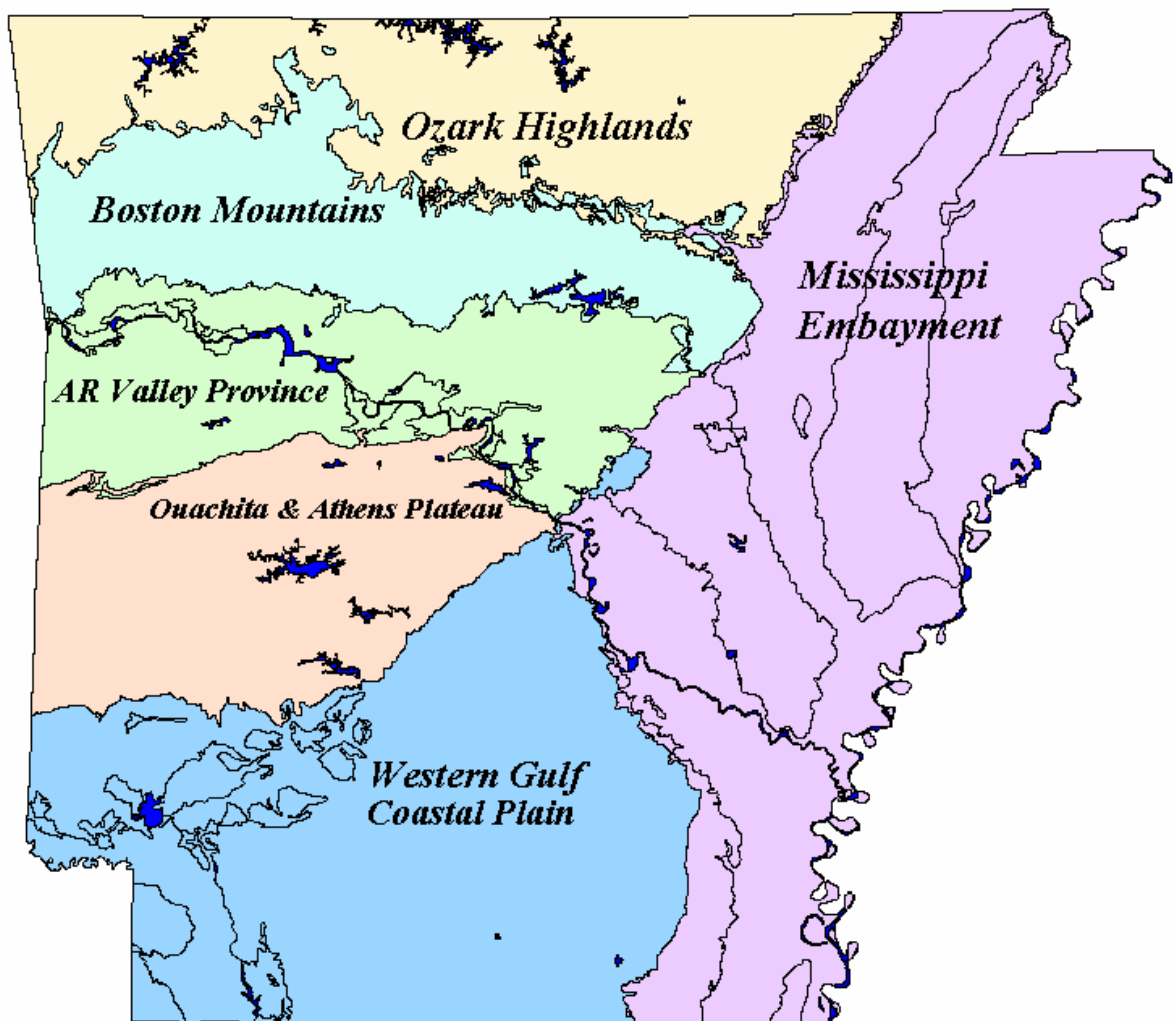 Ozark Highlands
Boston Mountains
Mississippi
Embayment
AR Valley Province
Ouachita & Athens Plateau
Western Gulf
Coastal Plain